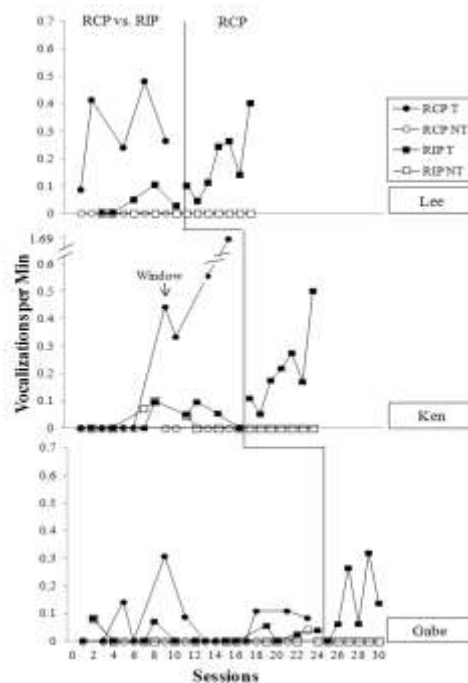 RCP vs. RIP RCP
0.7
0.6
0.5
0.4
0.3
0.2
0.1
0
RCP T
RCP NT
RIP T
RIP NT
Lee
1.69
0.6
0.5
0.4
0.3
0.2
0.1
0
Window
Ken
Vocalizations per Min
0.7
0.6
0.5
0.4
0.3
0.2
0.1
0
Gabe
0 2 4 6 8 10 12 14 16 18 20 22 24 26 28 30
Sessions